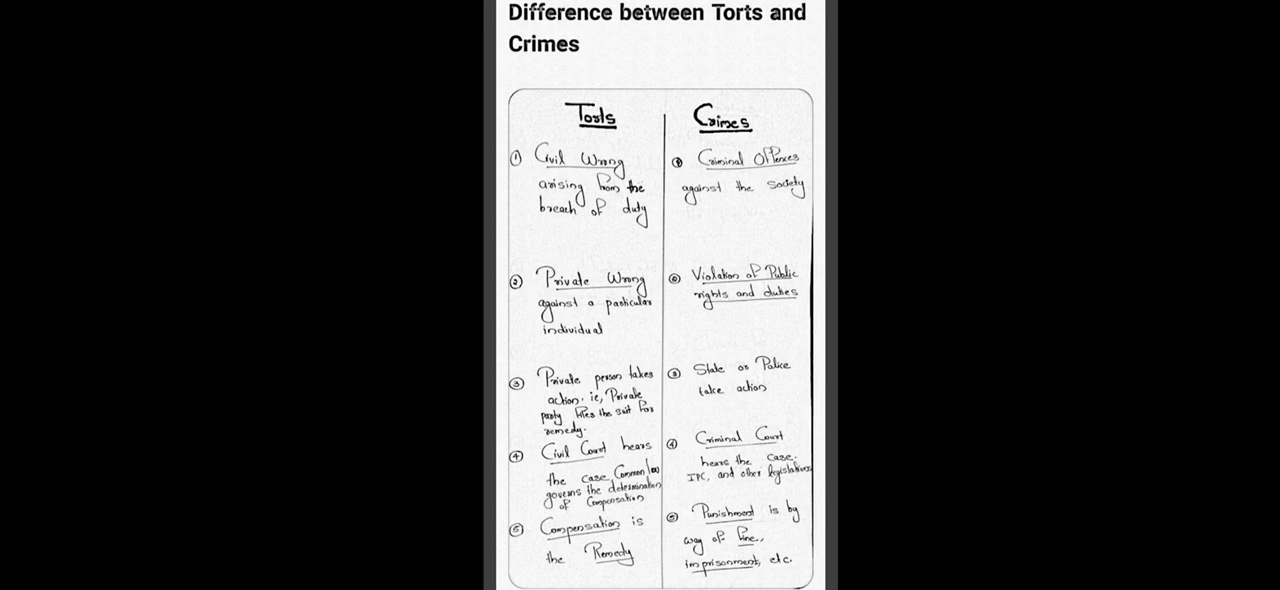 Difference between Torts and
Crimes
Torts
① Civil Wrong
arising from the
breach of duty
② Private Wrong
against a particular
individual
③ Private person takes
action. ie, Private
party files the suit for
remedy.
④ Civil Court hears
the case, Common law
governs the determination
of Compensation
⑤ Compensation is
the Remedy
Crimes
① Criminal Offences
against the society
② Violation of Public
rights and duties
③ State or Police
take action
④ Criminal Court
hears the case.
IPC, and other legislations
⑤ Punishment is by
way of fine,
imprisonment, etc.